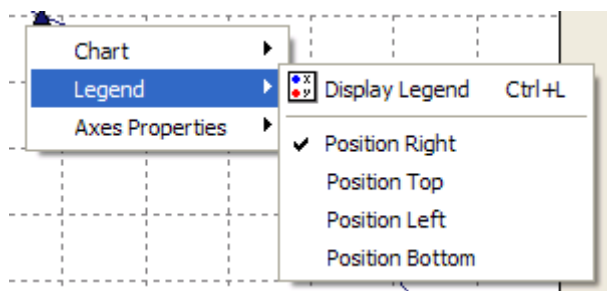 Chart
Legend
Axes Properties
x
y
Display Legend Ctrl+L
Position Right
Position Top
Position Left
Position Bottom